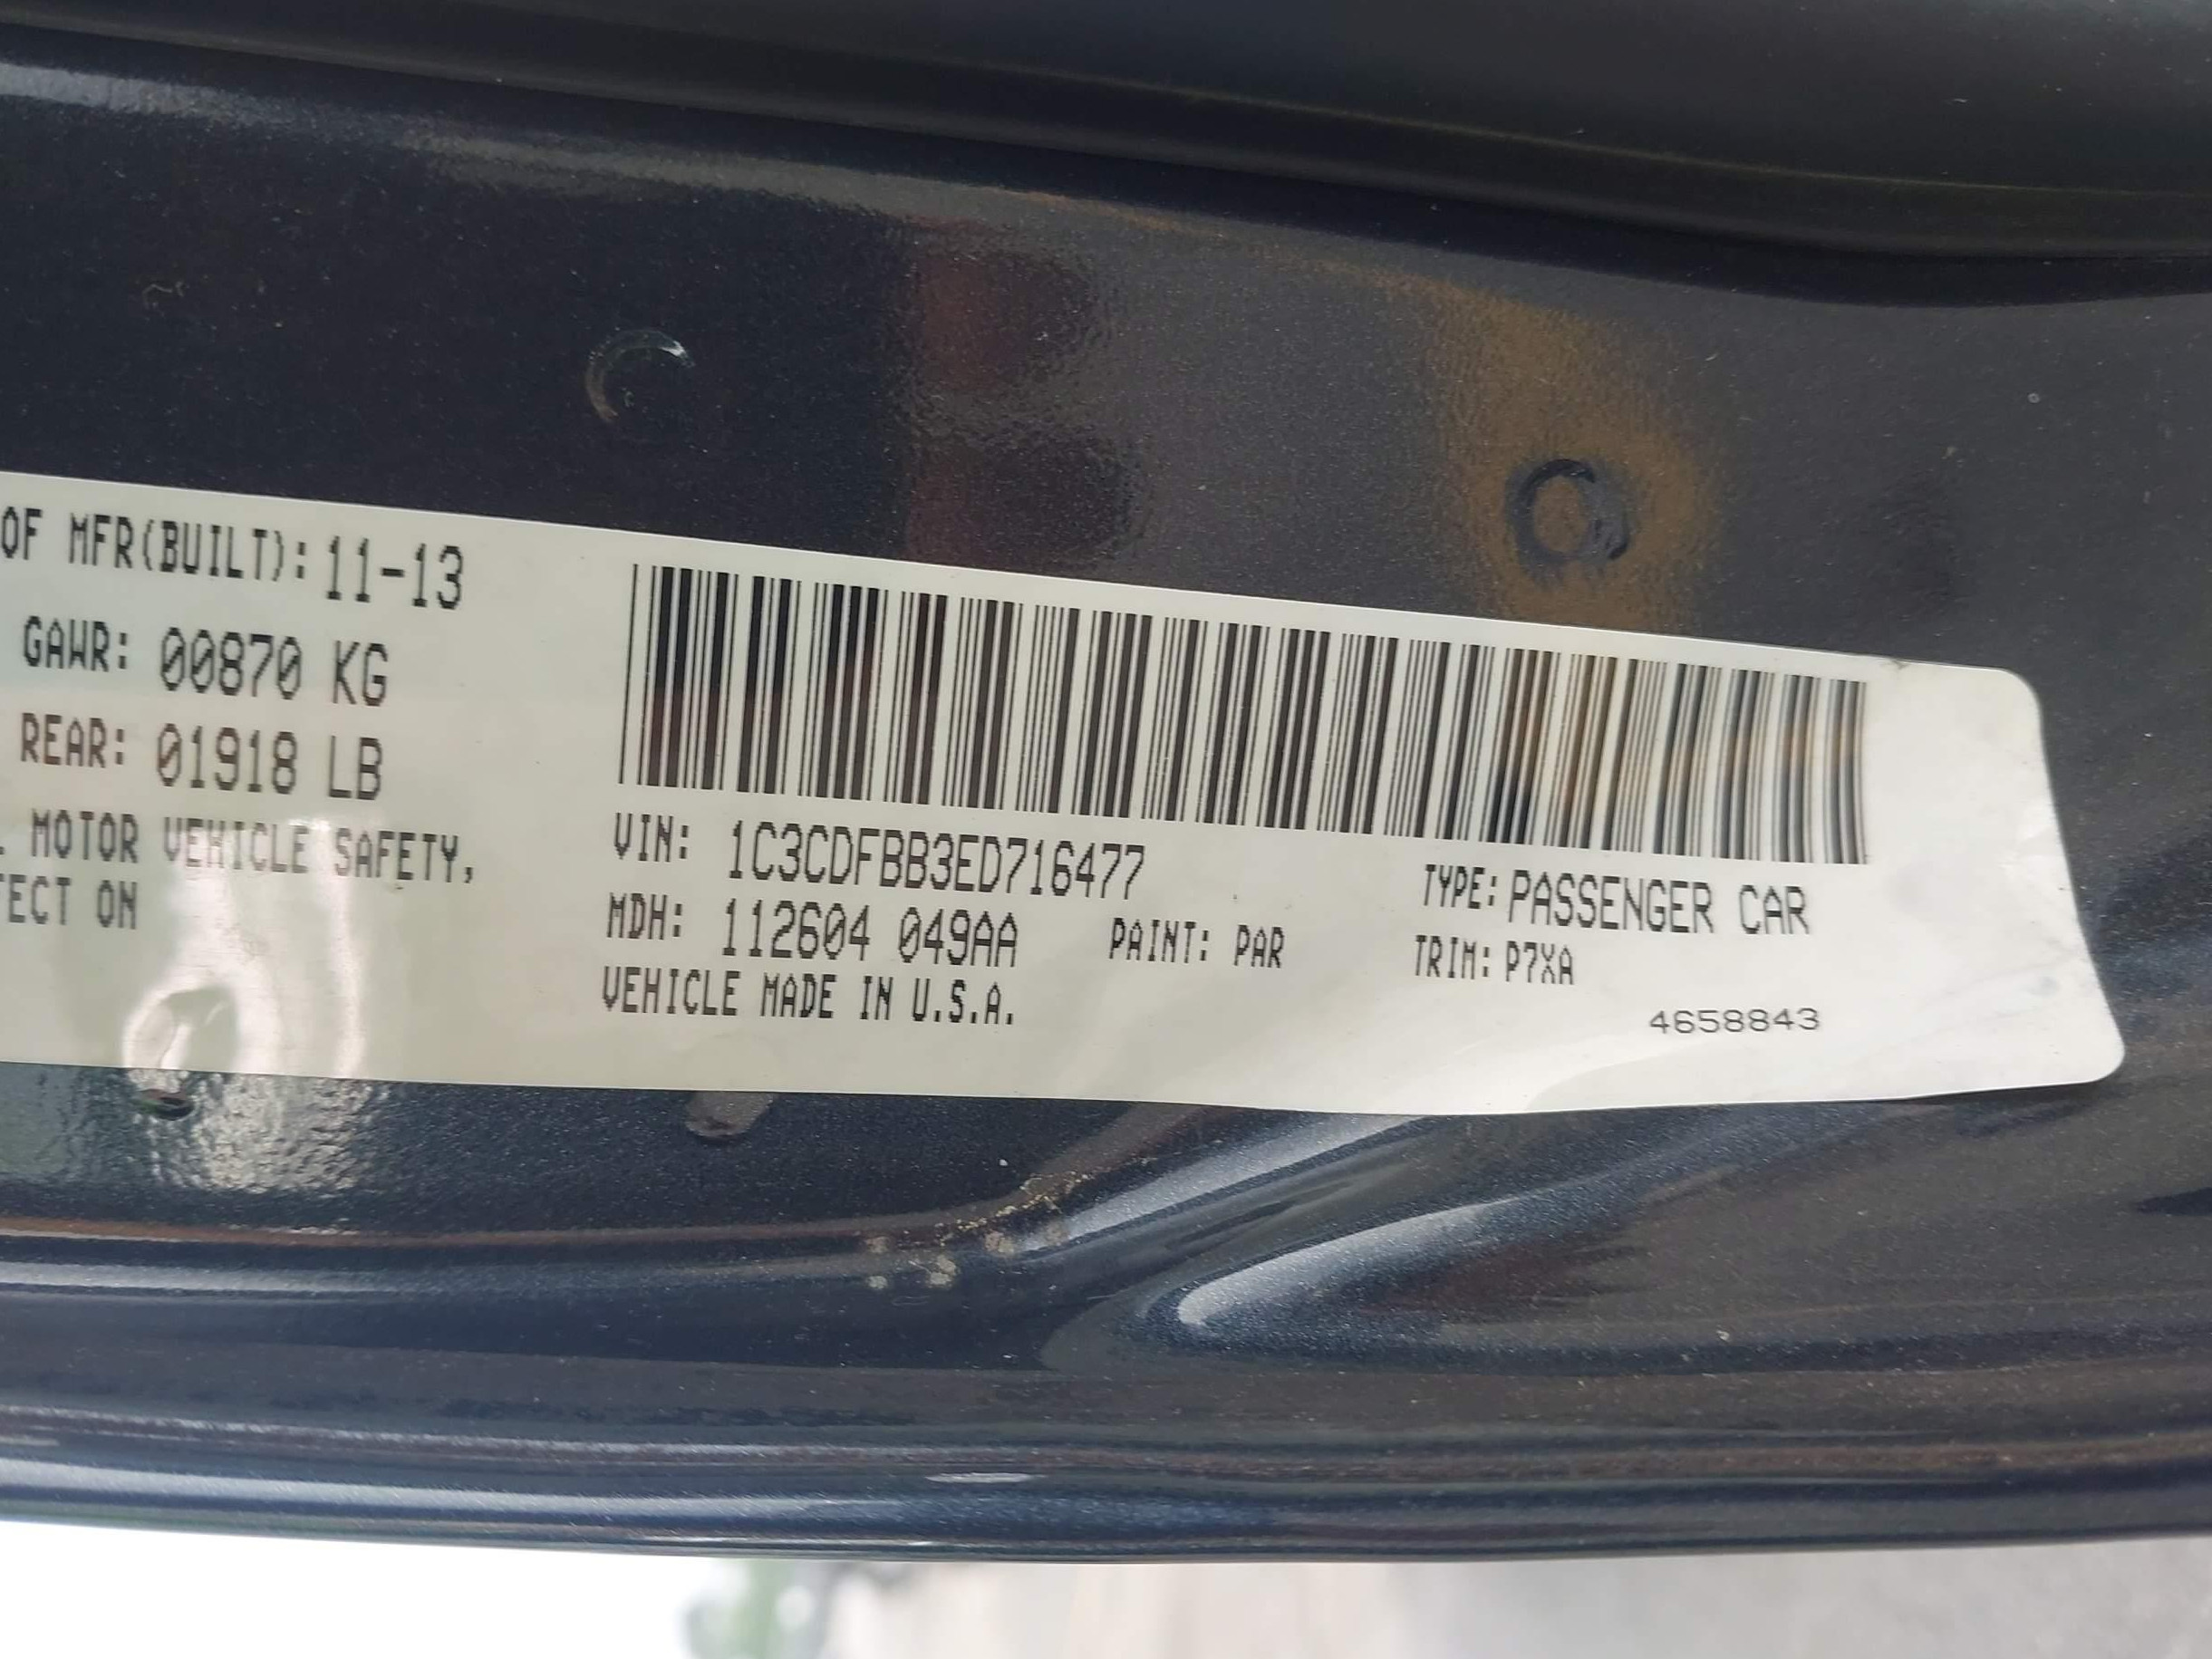 OF MFR(BUILT): 11-13
GAWR: 00870 KG
REAR: 01918 LB
MOTOR VEHICLE SAFETY,
ON
VIN: 1C3CDFBB3ED716477
TYPE: PASSENGER CAR
MDH: 112604 049AA PAINT: PAR
TRIM: P7XA
VEHICLE MADE IN U.S.A.
4658843